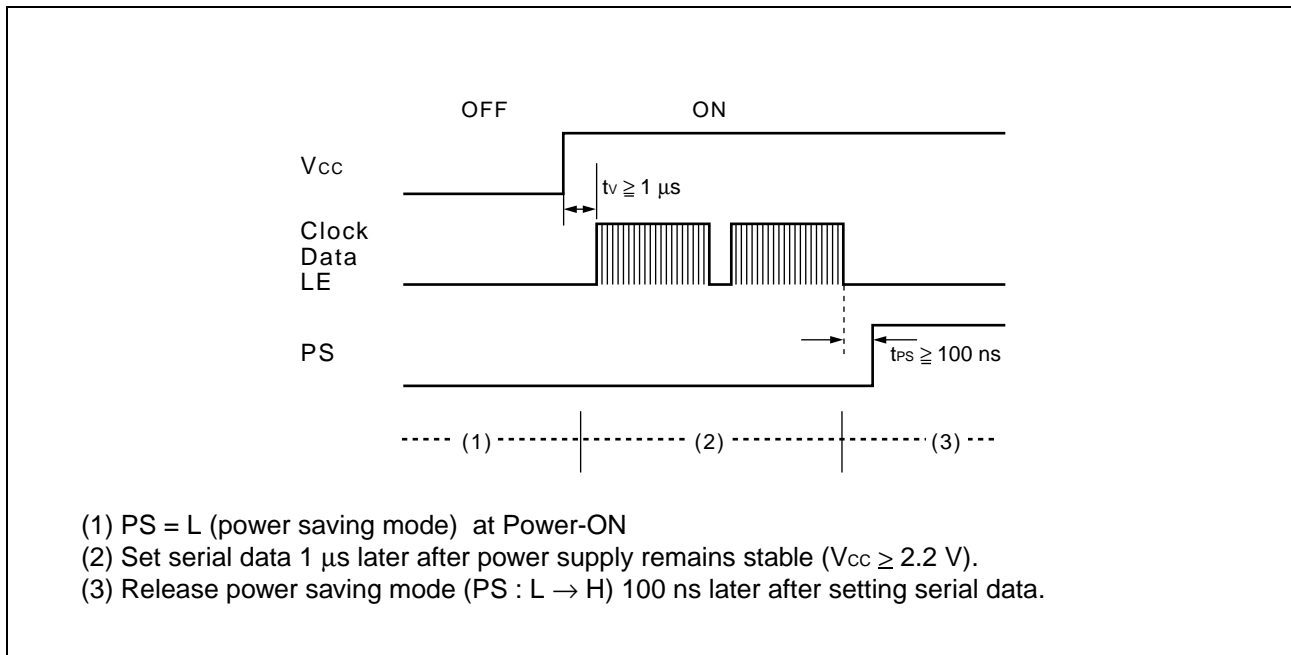 OFF ON
Vcc
tv ≧ 1 μs
Clock
Data
LE
PS
tPS ≧ 100 ns
(1) (2) (3)
(1) PS = L (power saving mode) at Power-ON
(2) Set serial data 1 μs later after power supply remains stable (Vcc ≥ 2.2 V).
(3) Release power saving mode (PS : L → H) 100 ns later after setting serial data.